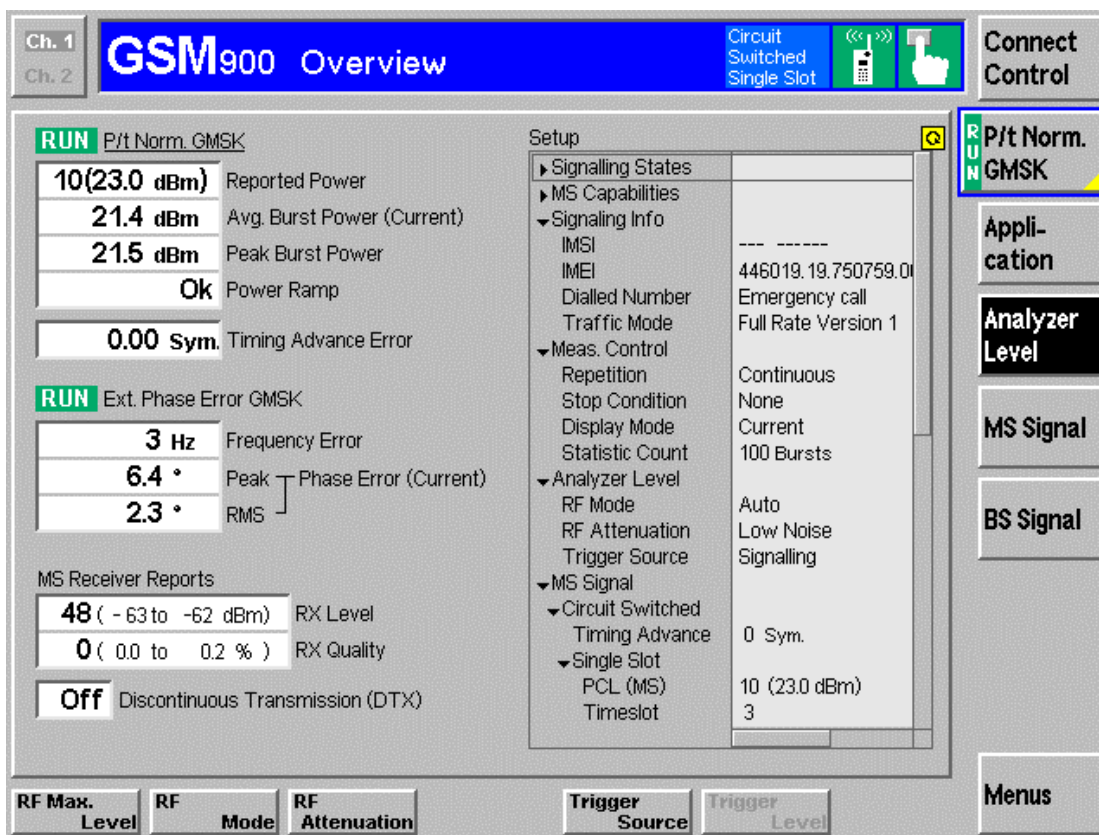 Ch. 1
Ch. 2
GSM900 Overview
Circuit
Switched
Single Slot
Connect
Control
RUN P/t Norm. GMSK
10(23.0 dBm) Reported Power
21.4 dBm Avg. Burst Power (Current)
21.5 dBm Peak Burst Power
Ok Power Ramp
0.00 Sym. Timing Advance Error
RUN Ext. Phase Error GMSK
3 Hz Frequency Error
6.4 ° Peak Phase Error (Current)
2.3 ° RMS
MS Receiver Reports
48 ( -63 to -62 dBm) RX Level
0 ( 0.0 to 0.2 % ) RX Quality
Off Discontinuous Transmission (DTX)
Setup
Signalling States
MS Capabilities
Signaling Info
IMSI --- ------
IMEI 446019.19.750759.0
Dialled Number Emergency call
Traffic Mode Full Rate Version 1
Meas. Control
Repetition Continuous
Stop Condition None
Display Mode Current
Statistic Count 100 Bursts
Analyzer Level
RF Mode Auto
RF Attenuation Low Noise
Trigger Source Signalling
MS Signal
Circuit Switched
Timing Advance 0 Sym.
Single Slot
PCL (MS) 10 (23.0 dBm)
Timeslot 3
RUN
P/t Norm.
GMSK
Appli-
cation
Analyzer
Level
MS Signal
BS Signal
Menus
RF Max.
Level
RF
Mode
RF
Attenuation
Trigger
Source
Trigger
Level